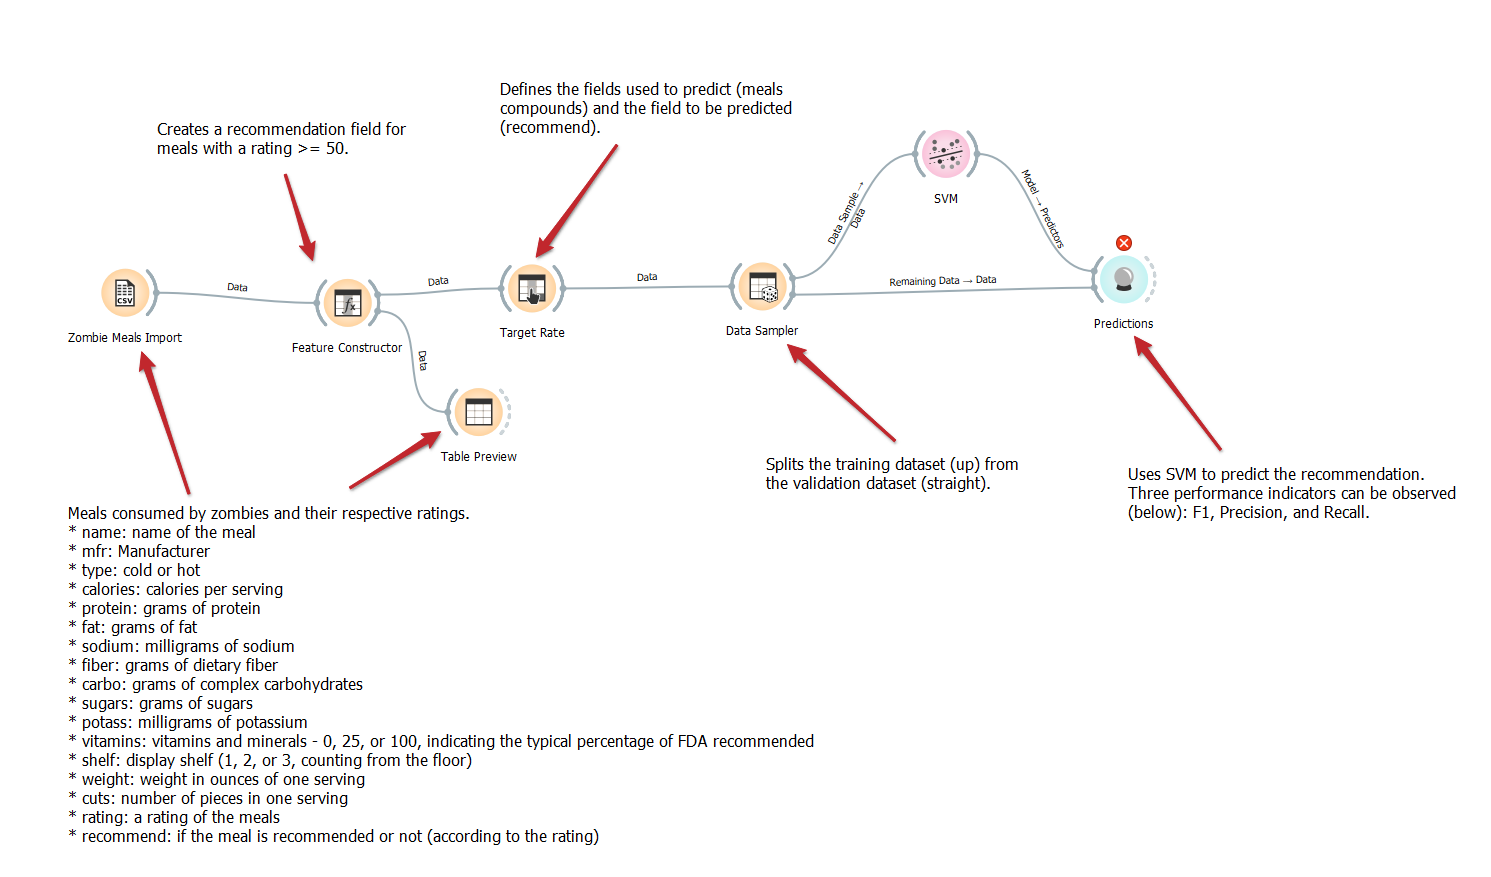 Defines the fields used to predict (meals
compounds) and the field to be predicted
(recommend).
Creates a recommendation field for
meals with a rating >= 50.
Data Sample →
Data
SVM
Model → Predictors
Data
Data
Data
Remaining Data → Data
CSV
Zombie Meals Import
fx
Feature Constructor
Target Rate
Data Sampler
Predictions
Data
Table Preview
Splits the training dataset (up) from
the validation dataset (straight).
Uses SVM to predict the recommendation.
Three performance indicators can be observed
(below): F1, Precision, and Recall.
Meals consumed by zombies and their respective ratings.
* name: name of the meal
* mfr: Manufacturer
* type: cold or hot
* calories: calories per serving
* protein: grams of protein
* fat: grams of fat
* sodium: milligrams of sodium
* fiber: grams of dietary fiber
* carbo: grams of complex carbohydrates
* sugars: grams of sugars
* potass: milligrams of potassium
* vitamins: vitamins and minerals - 0, 25, or 100, indicating the typical percentage of FDA recommended
* shelf: display shelf (1, 2, or 3, counting from the floor)
* weight: weight in ounces of one serving
* cuts: number of pieces in one serving
* rating: a rating of the meals
* recommend: if the meal is recommended or not (according to the rating)